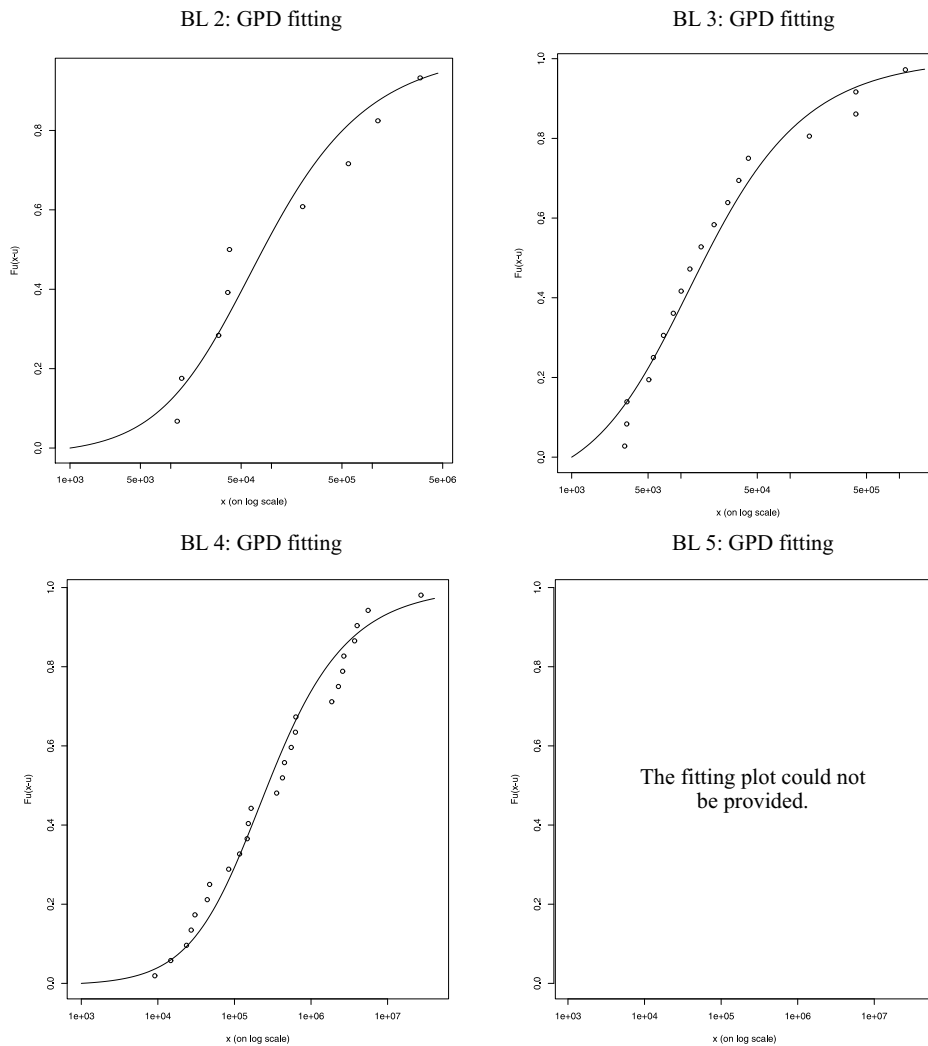 BL 2: GPD fitting
Fu(x-u)
0.0 0.2 0.4 0.6 0.8
1e+03 5e+03 5e+04 5e+05 5e+06
x (on log scale)
BL 3: GPD fitting
Fu(x-u)
0.0 0.2 0.4 0.6 0.8 1.0
1e+03 5e+03 5e+04 5e+05
x (on log scale)
BL 4: GPD fitting
Fu(x-u)
0.0 0.2 0.4 0.6 0.8 1.0
1e+03 1e+04 1e+05 1e+06 1e+07
x (on log scale)
BL 5: GPD fitting
Fu(x-u)
0.0 0.2 0.4 0.6 0.8 1.0
The fitting plot could not
be provided.
1e+03 1e+04 1e+05 1e+06 1e+07
x (on log scale)